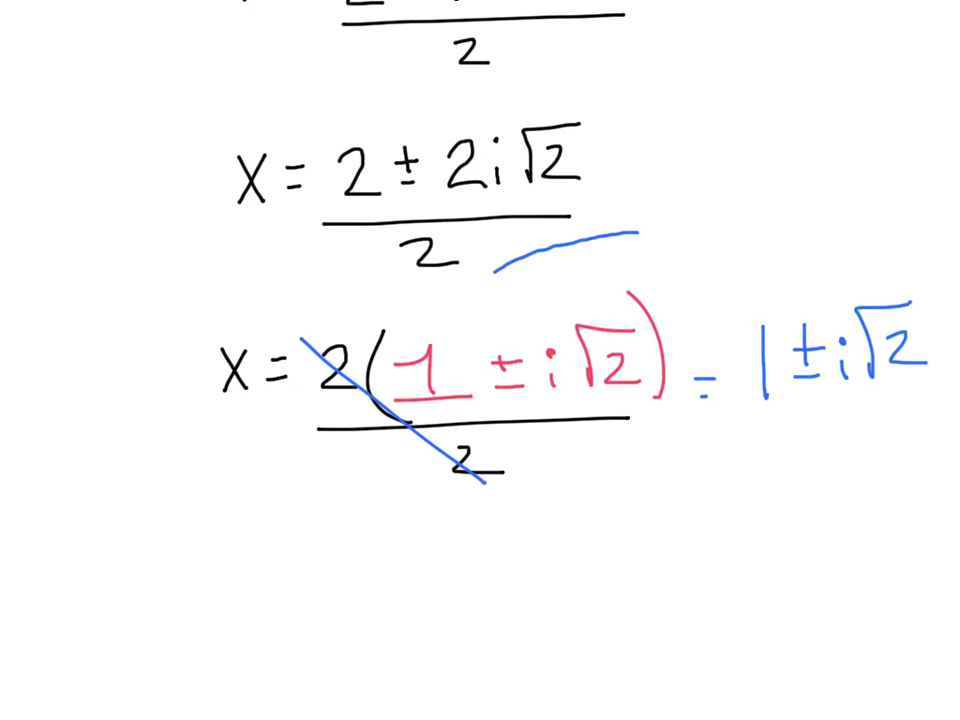 2
x = 2 ± 2i√2
2
x = 2(1 ± i√2) = 1 ± i√2
2